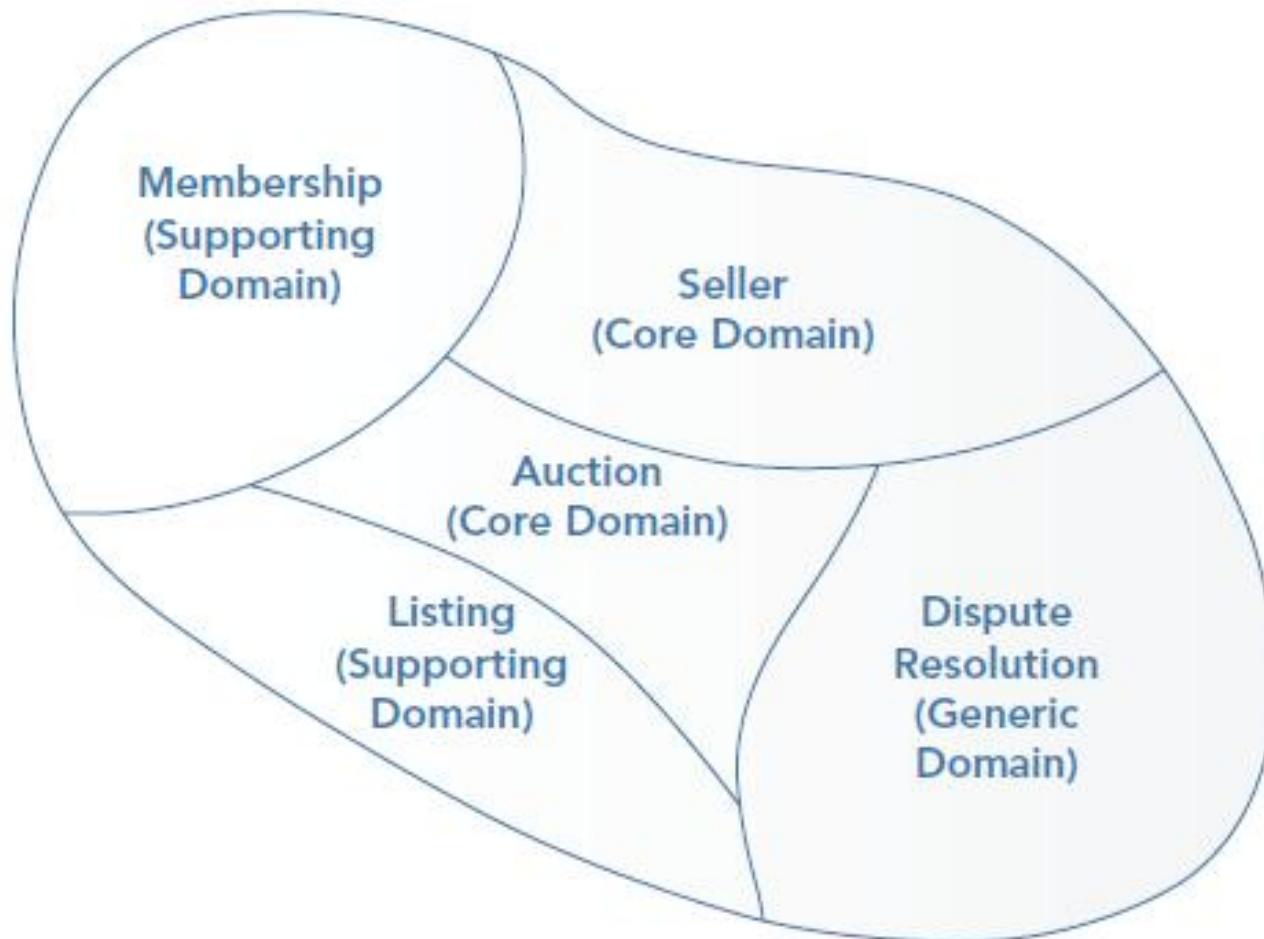 Membership
(Supporting
Domain)
Seller
(Core Domain)
Auction
(Core Domain)
Listing
(Supporting
Domain)
Dispute
Resolution
(Generic
Domain)